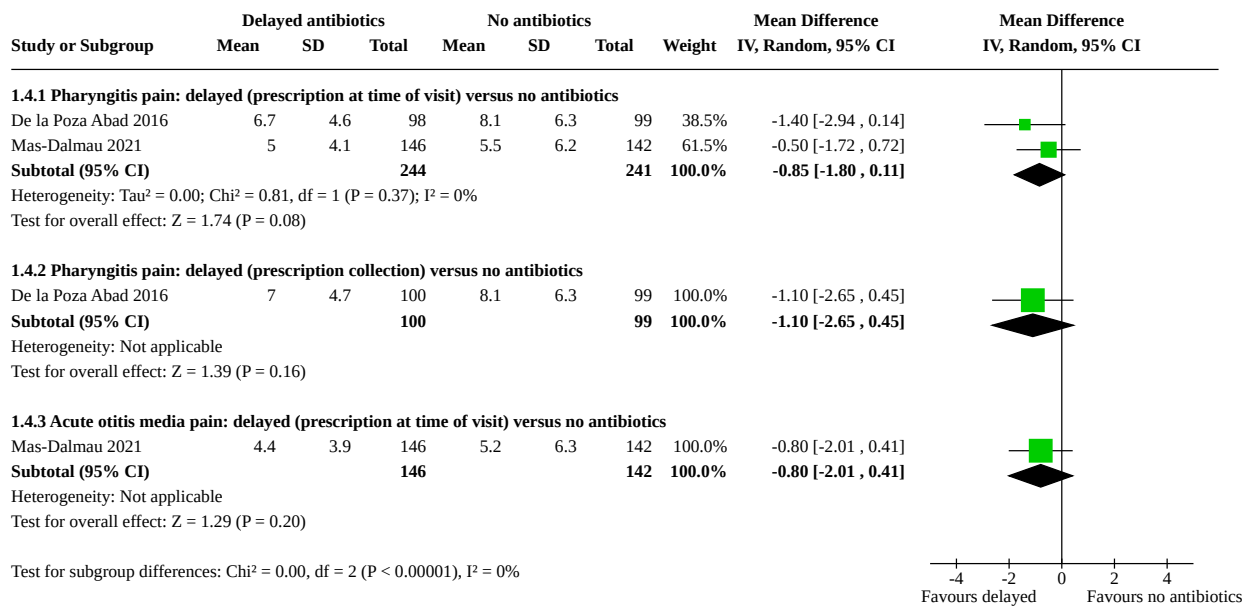 Delayed antibiotics No antibiotics Mean Difference Mean Difference
Study or Subgroup Mean SD Total Mean SD Total Weight IV, Random, 95% CI IV, Random, 95% CI
1.4.1 Pharyngitis pain: delayed (prescription at time of visit) versus no antibiotics
De la Poza Abad 2016 6.7 4.6 98 8.1 6.3 99 38.5% -1.40 [-2.94 , 0.14]
Mas-Dalmau 2021 5 4.1 146 5.5 6.2 142 61.5% -0.50 [-1.72 , 0.72]
Subtotal (95% CI) 244 241 100.0% -0.85 [-1.80 , 0.11]
Heterogeneity: Tau² = 0.00; Chi² = 0.81, df = 1 (P = 0.37); I² = 0%
Test for overall effect: Z = 1.74 (P = 0.08)
1.4.2 Pharyngitis pain: delayed (prescription collection) versus no antibiotics
De la Poza Abad 2016 7 4.7 100 8.1 6.3 99 100.0% -1.10 [-2.65 , 0.45]
Subtotal (95% CI) 100 99 100.0% -1.10 [-2.65 , 0.45]
Heterogeneity: Not applicable
Test for overall effect: Z = 1.39 (P = 0.16)
1.4.3 Acute otitis media pain: delayed (prescription at time of visit) versus no antibiotics
Mas-Dalmau 2021 4.4 3.9 146 5.2 6.3 142 100.0% -0.80 [-2.01 , 0.41]
Subtotal (95% CI) 146 142 100.0% -0.80 [-2.01 , 0.41]
Heterogeneity: Not applicable
Test for overall effect: Z = 1.29 (P = 0.20)
Test for subgroup differences: Chi² = 0.00, df = 2 (P < 0.00001), I² = 0%
-4 -2 0 2 4
Favours delayed Favours no antibiotics